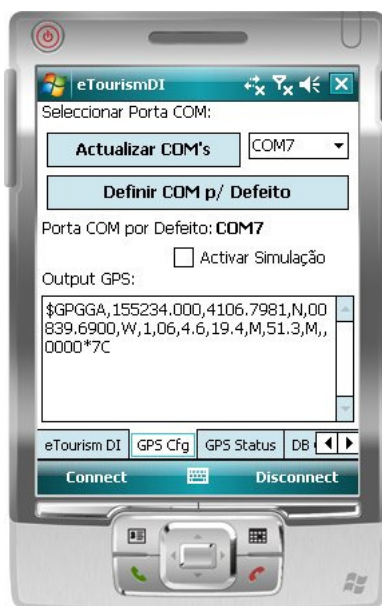 eTourismDI
Seleccionar Porta COM:
Actualizar COM's
COM7
Definir COM p/ Defeito
Porta COM por Defeito: COM7
Activar Simulação
Output GPS:
$GPGGA,155234.000,4106.7981,N,00
839.6900,W,1,06,4.6,19.4,M,51.3,M,,
0000*7C
eTourism DI
GPS Cfg
GPS Status
DB
Connect
Disconnect